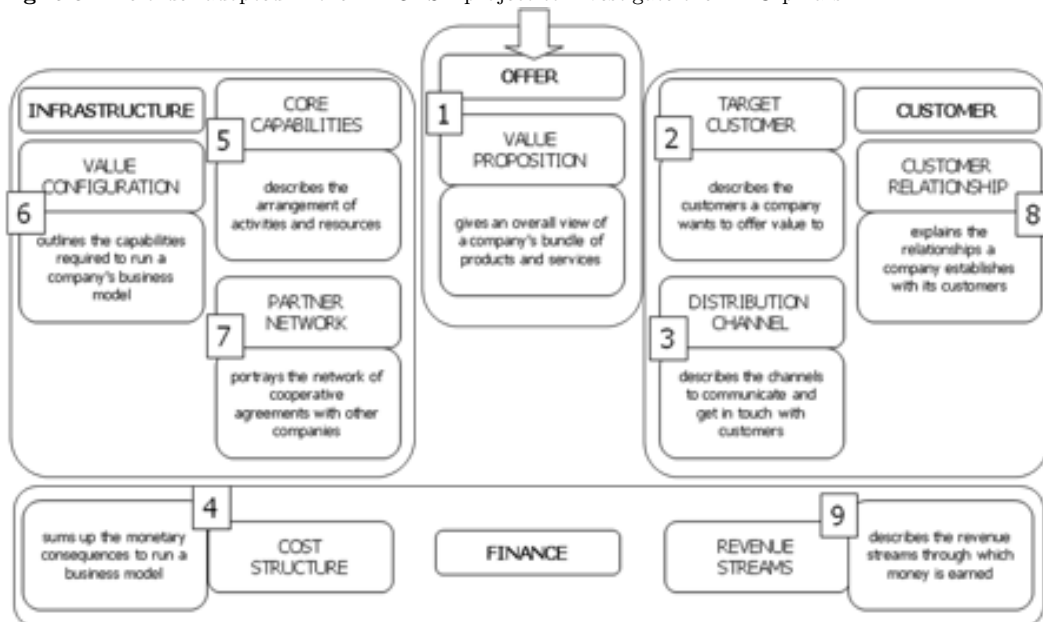 OFFER
1
VALUE
PROPOSITION
gives an overall view of
a company's bundle of
products and services
INFRASTRUCTURE
CORE
CAPABILITIES
5
describes the
arrangement of
activities and resources
VALUE
CONFIGURATION
6
outlines the capabilities
required to run a
company's business
model
PARTNER
NETWORK
7
portrays the network of
cooperative
agreements with other
companies
TARGET
CUSTOMER
2
describes the
customers a company
wants to offer value to
CUSTOMER
CUSTOMER
RELATIONSHIP
8
explains the
relationships a
company establishes
with its customers
DISTRIBUTION
CHANNEL
3
describes the channels
to communicate and
get in touch with
customers
4
sums up the monetary
consequences to run a
business model
COST
STRUCTURE
FINANCE
REVENUE
STREAMS
9
describes the revenue
streams through which
money is earned